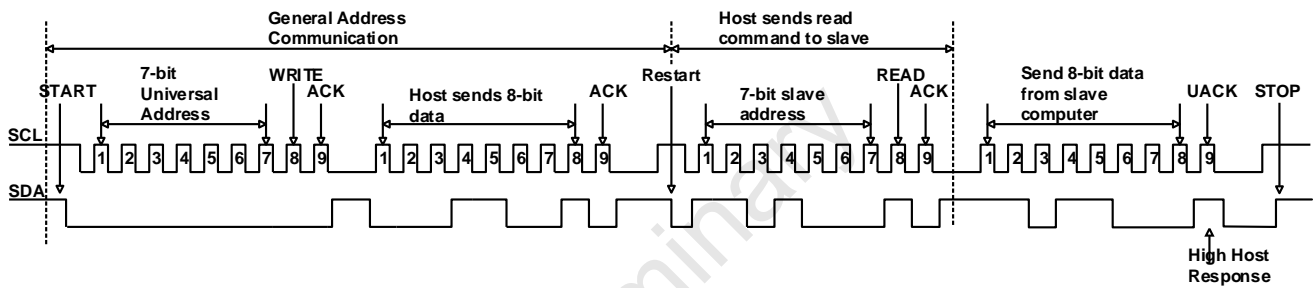 General Address
Communication
Host sends read
command to slave
START
7-bit
Universal
Address
WRITE
ACK
Host sends 8-bit
data
ACK
Restart
7-bit slave
address
READ
ACK
Send 8-bit data
from slave
computer
UACK
STOP
SCL
1 2 3 4 5 6 7 8 9
1 2 3 4 5 6 7 8 9
1 2 3 4 5 6 7 8 9
1 2 3 4 5 6 7 8 9
SDA
High Host
Response